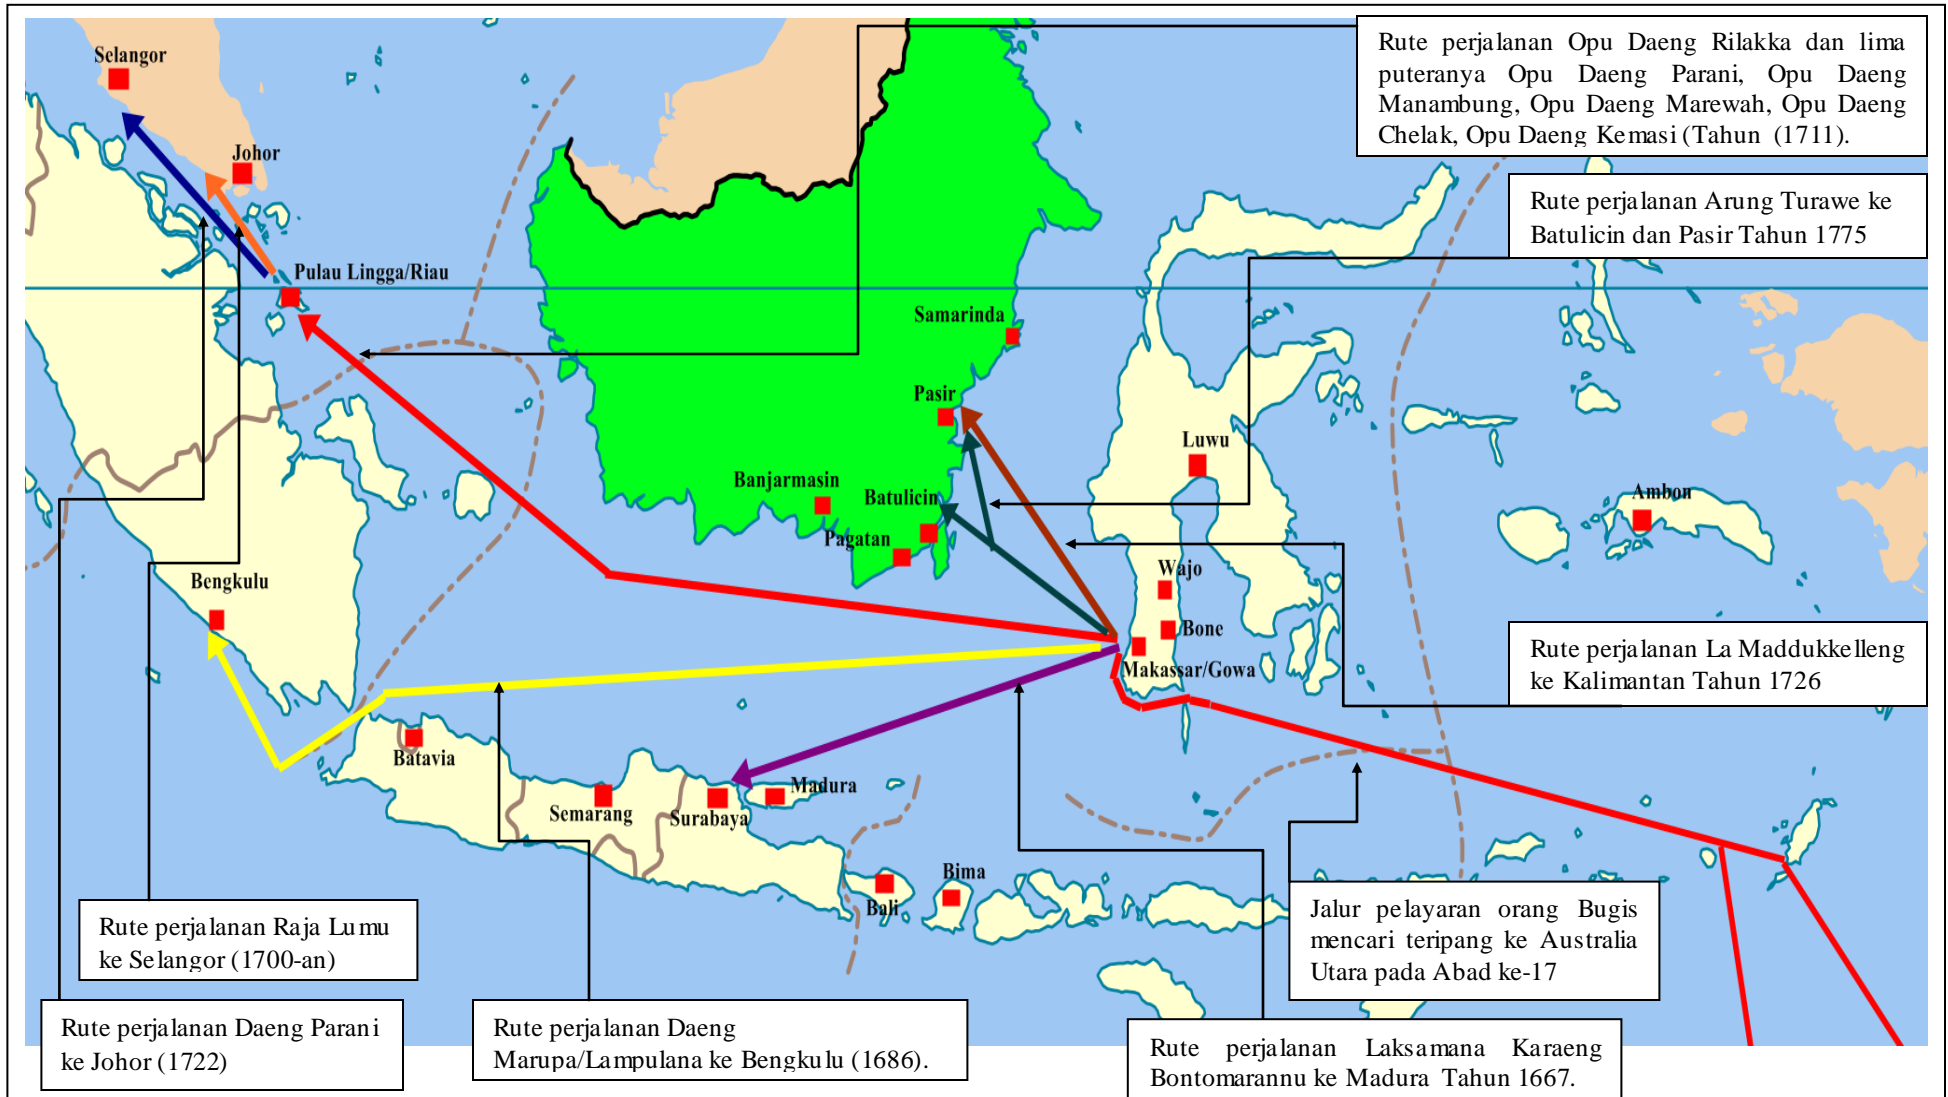 Rute perjalanan Opu Daeng Rilakka dan lima
puteranya Opu Daeng Parani, Opu Daeng
Manambung, Opu Daeng Marewah, Opu Daeng
Chelak, Opu Daeng Kemasi (Tahun (1711).
Selangor
Johor
Rute perjalanan Arung Turawe ke
Batulicin dan Pasir Tahun 1775
Pulau Lingga/Riau
Samarinda
Pasir
Luwu
Banjarmasin
Batulicin
Ambon
Pagatan
Wajo
Bengkulu
Bone
Makassar/Gowa
Rute perjalanan La Maddukkelleng
ke Kalimantan Tahun 1726
Batavia
Semarang
Surabaya
Madura
Bali
Bima
Jalur pelayaran orang Bugis
mencari teripang ke Australia
Utara pada Abad ke-17
Rute perjalanan Raja Lumu
ke Selangor (1700-an)
Rute perjalanan Daeng Parani
ke Johor (1722)
Rute perjalanan Daeng
Marupa/Lampulana ke Bengkulu (1686).
Rute perjalanan Laksamana Karaeng
Bontomarannu ke Madura Tahun 1667.